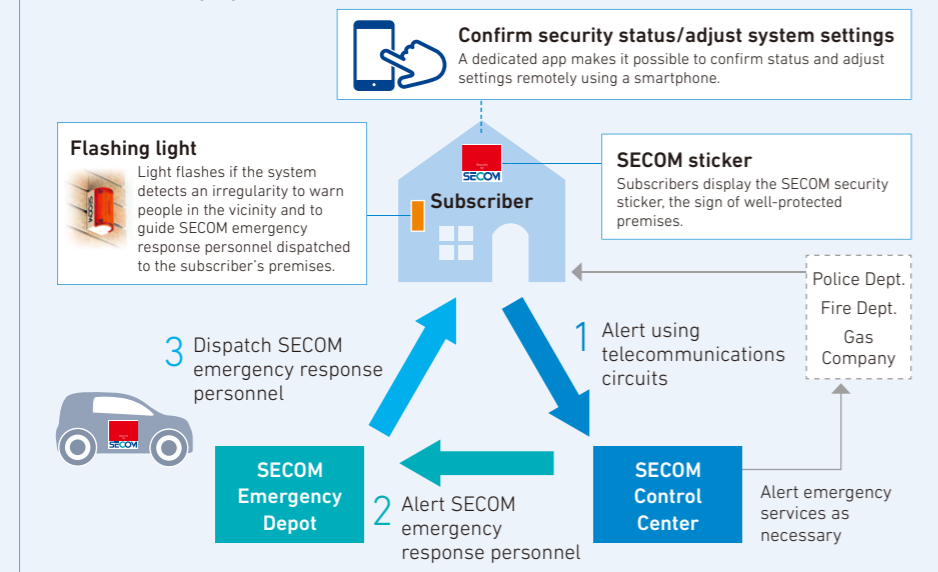 Confirm security status/adjust system settings
A dedicated app makes it possible to confirm status and adjust
settings remotely using a smartphone.
Flashing light
Light flashes if the system
detects an irregularity to warn
people in the vicinity and to
guide SECOM emergency
response personnel dispatched
to the subscriber's premises.
SECOM
SECOM
Subscriber
SECOM sticker
Subscribers display the SECOM security
sticker, the sign of well-protected
premises.
Police Dept.
Fire Dept.
Gas
Company
1 Alert using
telecommunications
circuits
3 Dispatch SECOM
emergency response
personnel
SECOM
SECOM
Emergency
Depot
2 Alert SECOM
emergency
response personnel
SECOM
Control
Center
Alert emergency
services as
necessary